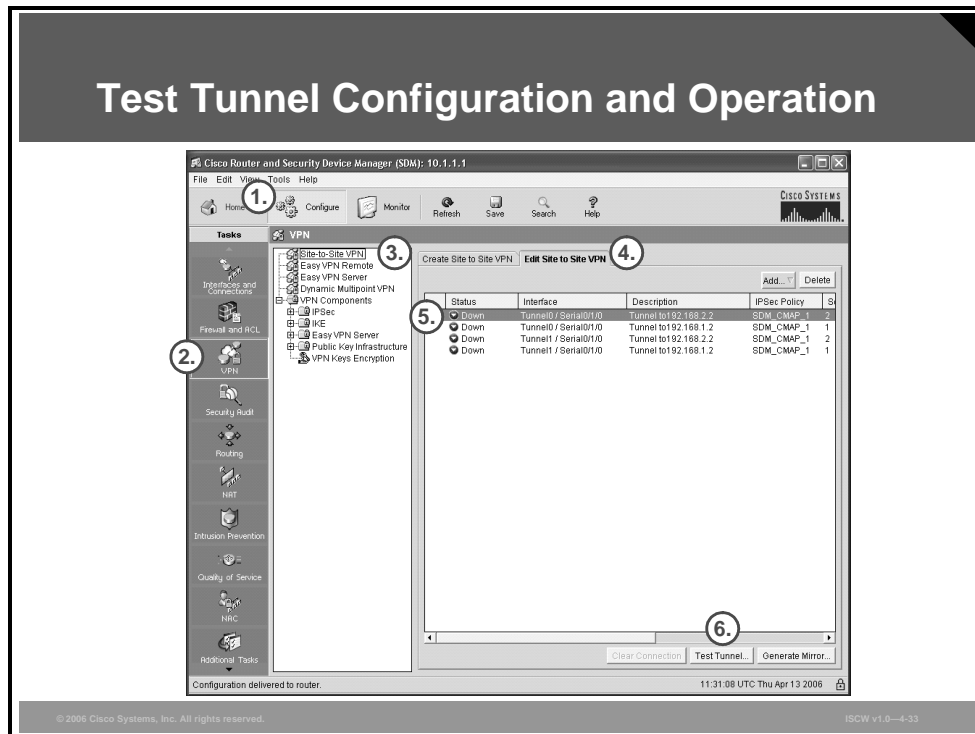 Test Tunnel Configuration and Operation
Cisco Router and Security Device Manager (SDM): 10.1.1.1
File Edit View Tools Help
1.
Home
Configure
Monitor
Refresh
Save
Search
Help
CISCO SYSTEMS
Tasks
VPN
Interfaces and Connections
Firewall and ACL
2.
VPN
Security Audit
Routing
NAT
Intrusion Prevention
Quality of Service
NAC
Additional Tasks
3.
Site-to-Site VPN
Easy VPN Remote
Easy VPN Server
Dynamic Multipoint VPN
VPN Components
IPSec
IKE
Easy VPN Server
Public Key Infrastructure
VPN Keys Encryption
Create Site to Site VPN
Edit Site to Site VPN
4.
Add...
Delete
Status Interface Description IPSec Policy
5.
Down Tunnel0 / Serial0/1/0 Tunnel to192.168.2.2 SDM_CMAP_1 2
Down Tunnel0 / Serial0/1/0 Tunnel to192.168.1.2 SDM_CMAP_1 1
Down Tunnel1 / Serial0/1/0 Tunnel to192.168.1.2 SDM_CMAP_1 2
Down Tunnel1 / Serial0/1/0 Tunnel to192.168.1.2 SDM_CMAP_1 1
6.
Clear Connection
Test Tunnel...
Generate Mirror...
Configuration delivered to router.
11:31:08 UTC Thu Apr 13 2006
© 2006 Cisco Systems, Inc. All rights reserved.
ISCW v1.0—4-33